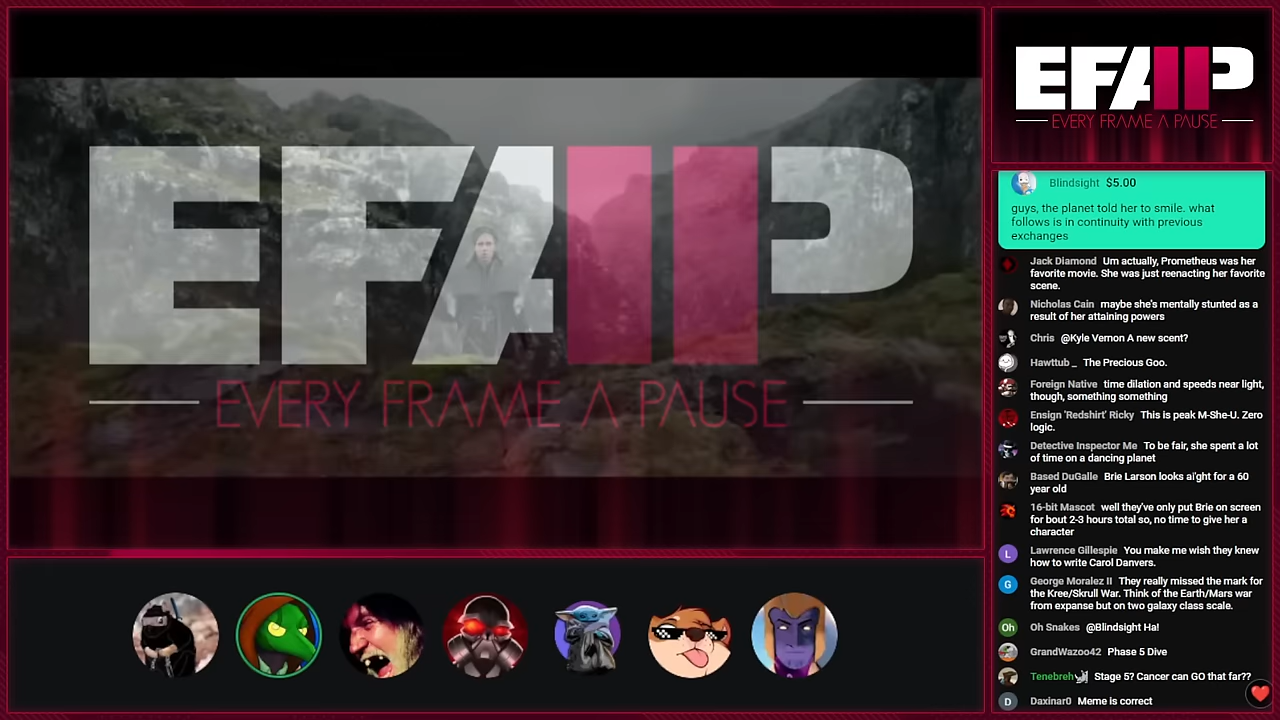 EFAP
EVERY FRAME A PAUSE
EFAP
EVERY FRAME A PAUSE
Blindsight $5.00
guys, the planet told her to smile. what
follows is in continuity with previous
exchanges
Jack Diamond Um actually, Prometheus was her
favorite movie. She was just reenacting her favorite
scene.
Nicholas Cain maybe she's mentally stunted as a
result of her attaining powers
Chris @Kyle Vernon A new scent?
Hawttub _ The Precious Goo.
Foreign Native time dilation and speeds near light,
though, something something
Ensign 'Redshirt' Ricky This is peak M-She-U. Zero
logic.
Detective Inspector Me To be fair, she spent a lot
of time on a dancing planet
Based DuGalle Brie Larson looks ai'ght for a 60
year old
16-bit Mascot well they've only put Brie on screen
for bout 2-3 hours total so, no time to give her a
character
L
Lawrence Gillespie You make me wish they knew
how to write Carol Danvers.
G
George Moralez II They really missed the mark for
the Kree/Skrull War. Think of the Earth/Mars war
from expanse but on two galaxy class scale.
Oh
Oh Snakes @Blindsight Ha!
GrandWazoo42 Phase 5 Dive
Tenebreh Stage 5? Cancer can GO that far??
D
Daxinar0 Meme is correct